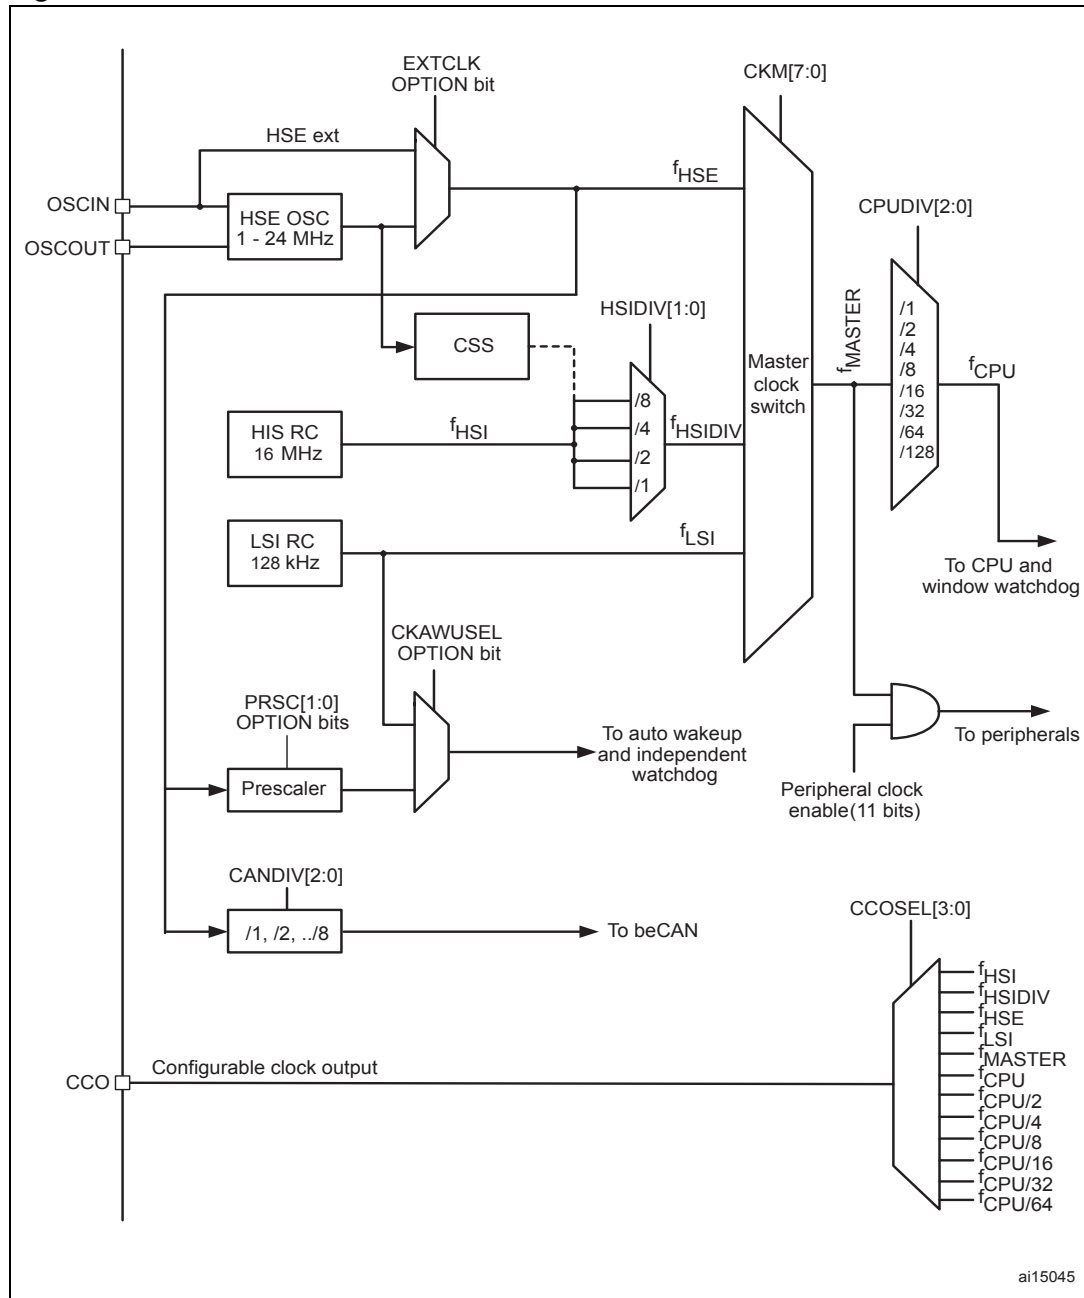 EXTCLK
OPTION bit
CKM[7:0]
HSE ext
fHSE
OSCIN
HSE OSC
1 - 24 MHz
CPUDIV[2:0]
OSCOUT
HSIDIV[1:0]
/1
/2
/4
/8
/16
/32
/64
/128
fMASTER
CSS
Master
clock
switch
fCPU
/8
/4
/2
/1
HIS RC
16 MHz
fHSI
fHSIDIV
LSI RC
128 kHz
fLSI
To CPU and
window watchdog
CKAWUSEL
OPTION bit
PRSC[1:0]
OPTION bits
To auto wakeup
and independent
watchdog
To peripherals
Prescaler
Peripheral clock
enable(11 bits)
CANDIV[2:0]
/1, /2, ../8
To beCAN
CCOSEL[3:0]
fHSI
fHSIDIV
fHSE
fLSI
fMASTER
fCPU
fCPU/2
fCPU/4
fCPU/8
fCPU/16
fCPU/32
fCPU/64
CCO
Configurable clock output
ai15045